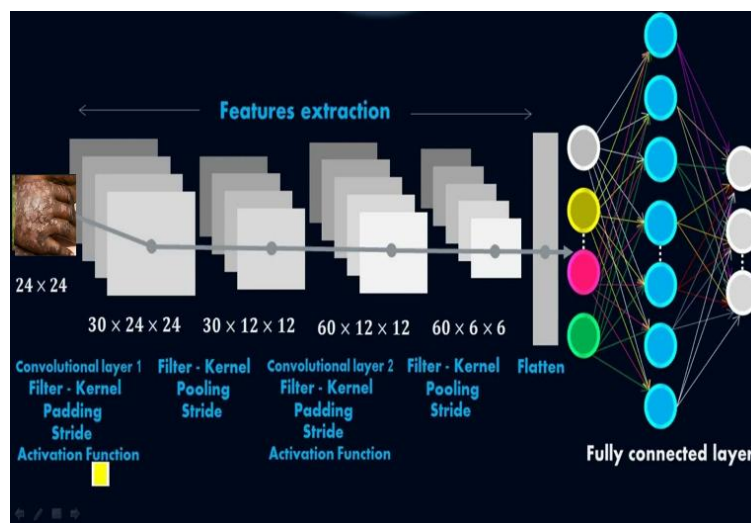 Features extraction
24 × 24
30 × 24 × 24
30 × 12 × 12
60 × 12 × 12
60 × 6 × 6
Convolutional layer 1
Filter - Kernel
Padding
Stride
Activation Function
Filter - Kernel
Pooling
Stride
Convolutional layer 2
Filter - Kernel
Padding
Stride
Activation Function
Filter - Kernel
Pooling
Stride
Flatten
Fully connected layer